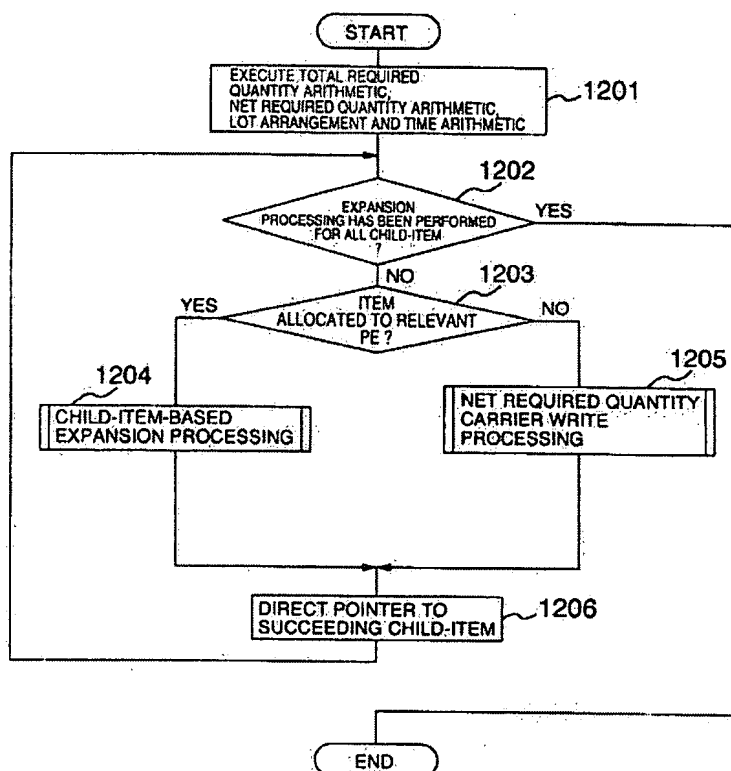 START
EXECUTE TOTAL REQUIRED
QUANTITY ARITHMETIC,
NET REQUIRED QUANTITY ARITHMETIC,
LOT ARRANGEMENT AND TIME ARITHMETIC
1201
1202
EXPANSION
PROCESSING HAS BEEN PERFORMED
FOR ALL CHILD-ITEM
?
YES
NO
1203
YES
ITEM
ALLOCATED TO RELEVANT
PE ?
NO
1204
CHILD-ITEM-BASED
EXPANSION PROCESSING
1205
NET REQUIRED QUANTITY
CARRIER WRITE
PROCESSING
DIRECT POINTER TO
SUCCEEDING CHILD-ITEM
1206
END